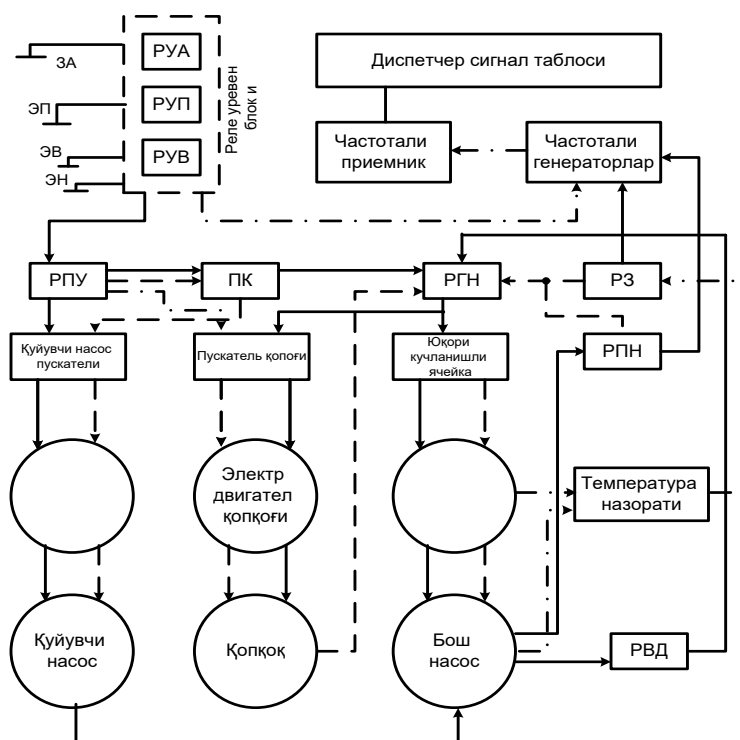 ЗА
ЭП
ЭВ
ЭН
РУА
РУП
РУВ
Реле уревен
блок и
Диспетчер сигнал таблоси
Частотали
приемник
Частотали
генераторлар
РПУ
ПК
РГН
РЗ
РПН
Қуйувчи насос
пускатели
Пускатель қопоғи
Юқори
кучланишли
ячейка
Электр
двигател
қопқоғи
Температура
назорати
Қуйувчи
насос
Қопқоқ
Бош
насос
РВД